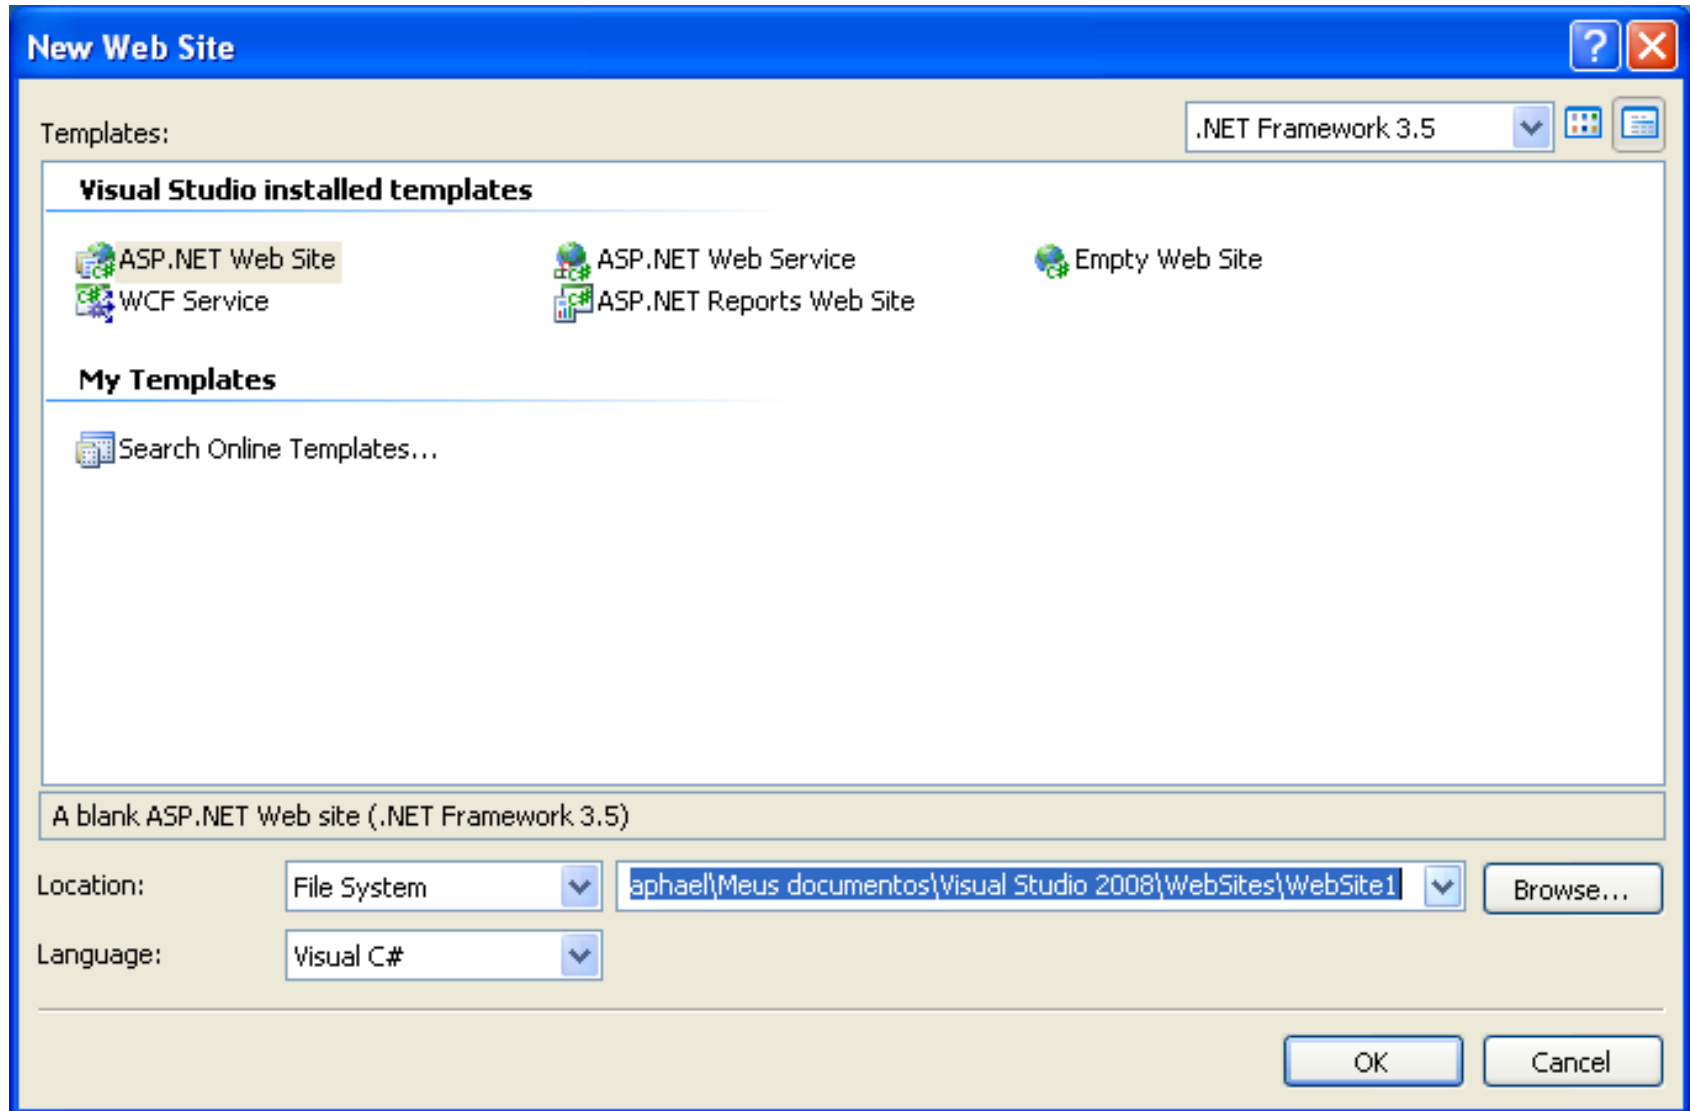 New Web Site
Templates:
.NET Framework 3.5
Visual Studio installed templates
ASP.NET Web Site
ASP.NET Web Service
Empty Web Site
WCF Service
ASP.NET Reports Web Site
My Templates
Search Online Templates...
A blank ASP.NET Web site (.NET Framework 3.5)
Location:
File System
aphael\Meus documentos\Visual Studio 2008\WebSites\WebSite1
Browse...
Language:
Visual C#
OK
Cancel